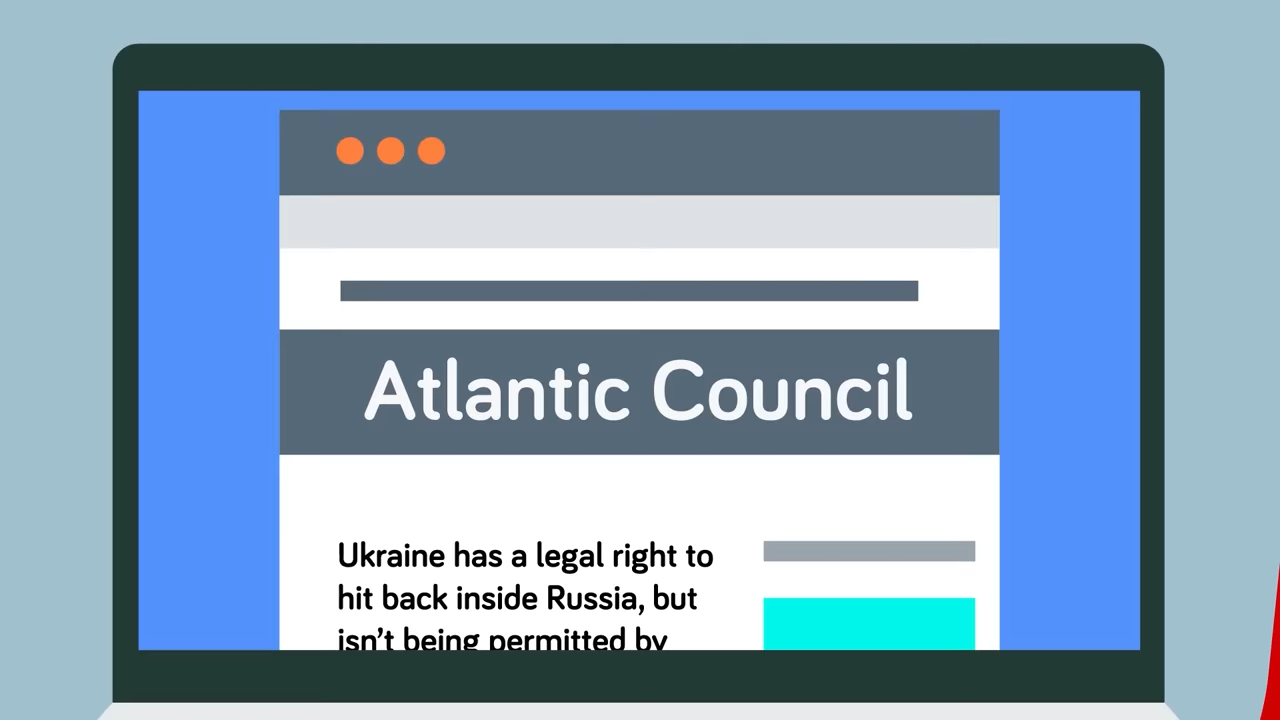 Atlantic Council
Ukraine has a legal right to
hit back inside Russia, but
isn't being permitted by